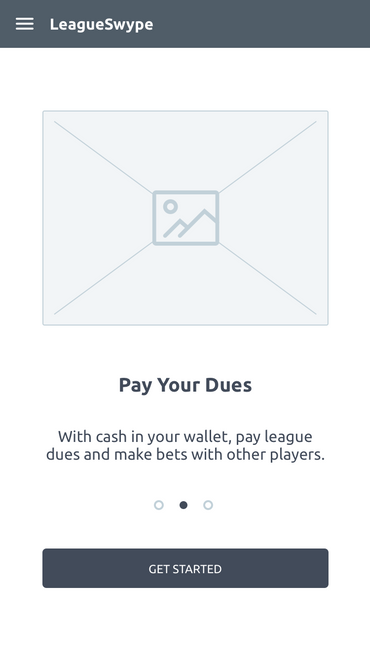 LeagueSwype
Pay Your Dues
With cash in your wallet, pay league
dues and make bets with other players.
GET STARTED